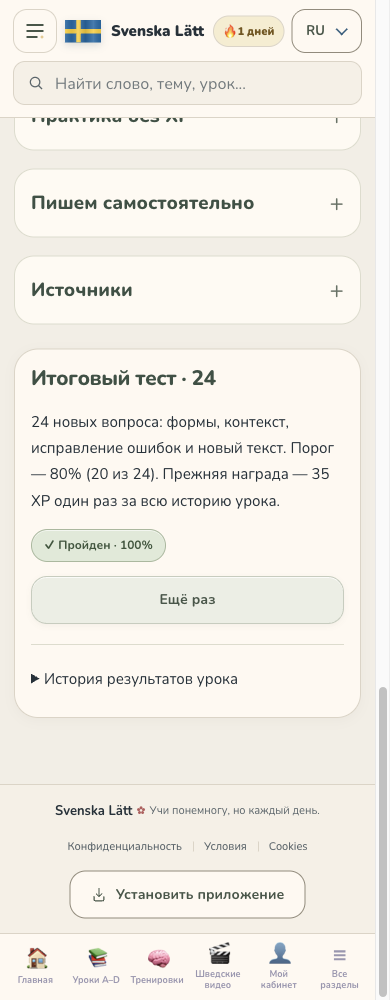 Svenska Lätt
🔥1 дней
RU
Найти слово, тему, урок...
Практика без XP
Пишем самостоятельно
Источники
Итоговый тест · 24
24 новых вопроса: формы, контекст,
исправление ошибок и новый текст. Порог
— 80% (20 из 24). Прежняя награда — 35
XP один раз за всю историю урока.
✓ Пройден · 100%
Ещё раз
▶ История результатов урока
Svenska Lätt ✿ Учи понемногу, но каждый день.
Конфиденциальность
Условия
Cookies
Установить приложение
Главная
Уроки A–D
Тренировки
Шведские
видео
Мой
кабинет
Все
разделы